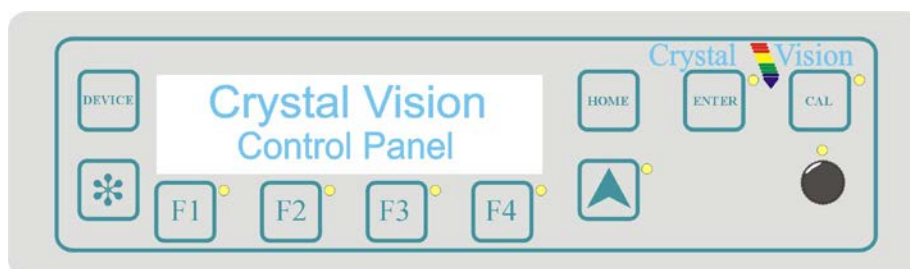 Crystal Vision
DEVICE
Crystal Vision
Control Panel
HOME
ENTER
CAL
F1
F2
F3
F4